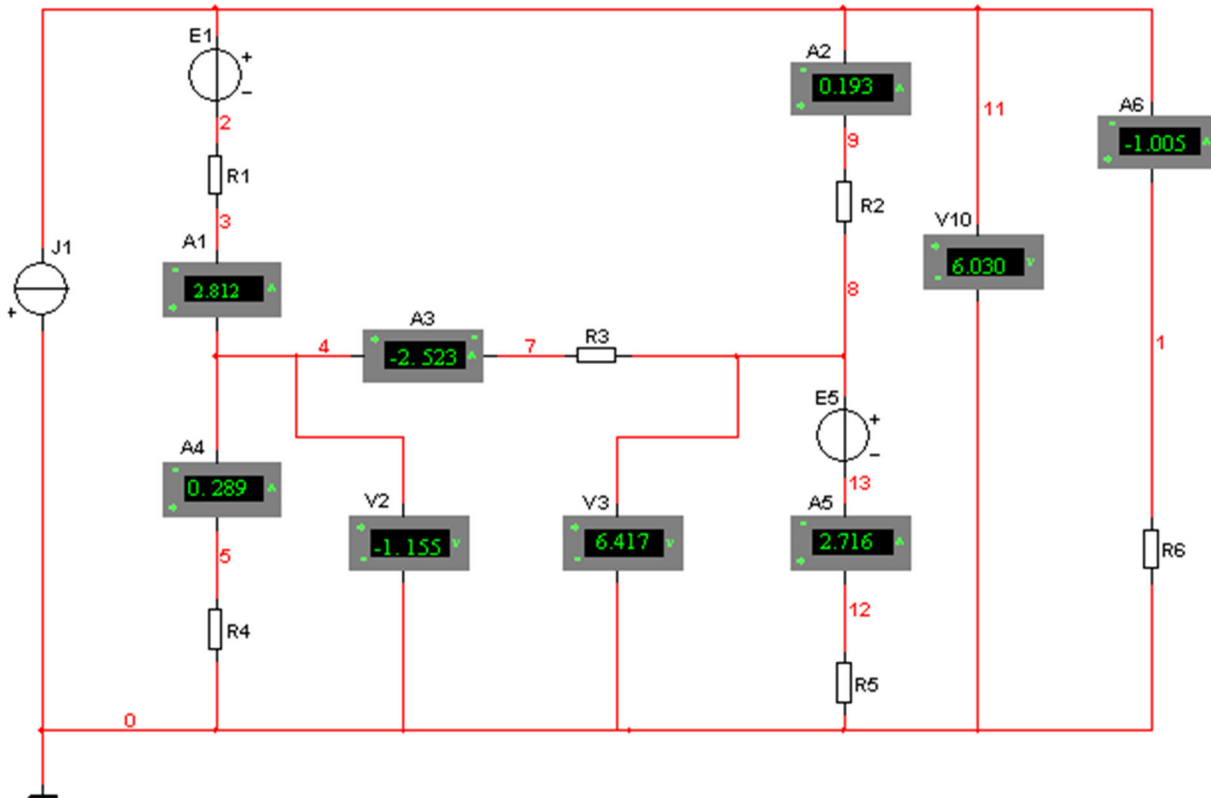 E1
+
−
2
R1
3
A1
2.812 A
J1
+
4
A3
-2.523 A
7
R3
A4
0.289 A
5
R4
0
V2
-1.155 V
V3
6.417 V
A2
0.193 A
9
R2
8
E5
+
−
13
A5
2.716 A
12
R5
11
V10
6.030 V
A6
-1.005 A
1
R6